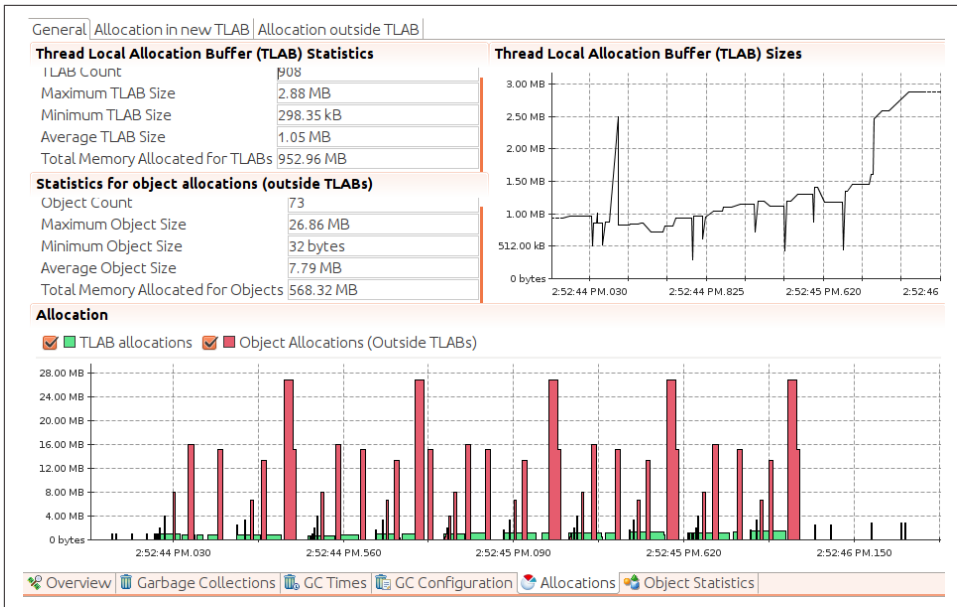 General Allocation in new TLAB Allocation outside TLAB
Thread Local Allocation Buffer (TLAB) Statistics
TLAB Count 908
Maximum TLAB Size 2.88 MB
Minimum TLAB Size 298.35 kB
Average TLAB Size 1.05 MB
Total Memory Allocated for TLABs 952.96 MB
Statistics for object allocations (outside TLABs)
Object Count 73
Maximum Object Size 26.86 MB
Minimum Object Size 32 bytes
Average Object Size 7.79 MB
Total Memory Allocated for Objects 568.32 MB
Thread Local Allocation Buffer (TLAB) Sizes
3.00 MB
2.50 MB
2.00 MB
1.50 MB
1.00 MB
512.00 kB
0 bytes
2:52:44 PM.030 2:52:44 PM.825 2:52:45 PM.620 2:52:46
Allocation
TLAB allocations Object Allocations (Outside TLABs)
28.00 MB
24.00 MB
20.00 MB
16.00 MB
12.00 MB
8.00 MB
4.00 MB
0 bytes
2:52:44 PM.030 2:52:44 PM.560 2:52:45 PM.090 2:52:45 PM.620 2:52:46 PM.150
Overview Garbage Collections GC Times GC Configuration Allocations Object Statistics